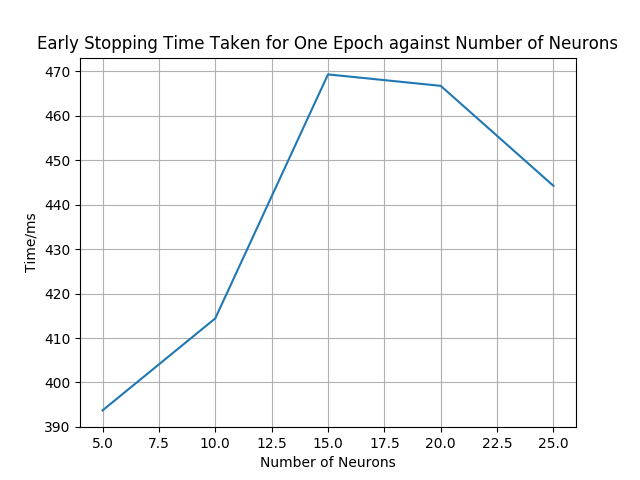 Early Stopping Time Taken for One Epoch against Number of Neurons
470
460
450
440
430
420
410
400
390
Time/ms
5.0 7.5 10.0 12.5 15.0 17.5 20.0 22.5 25.0
Number of Neurons